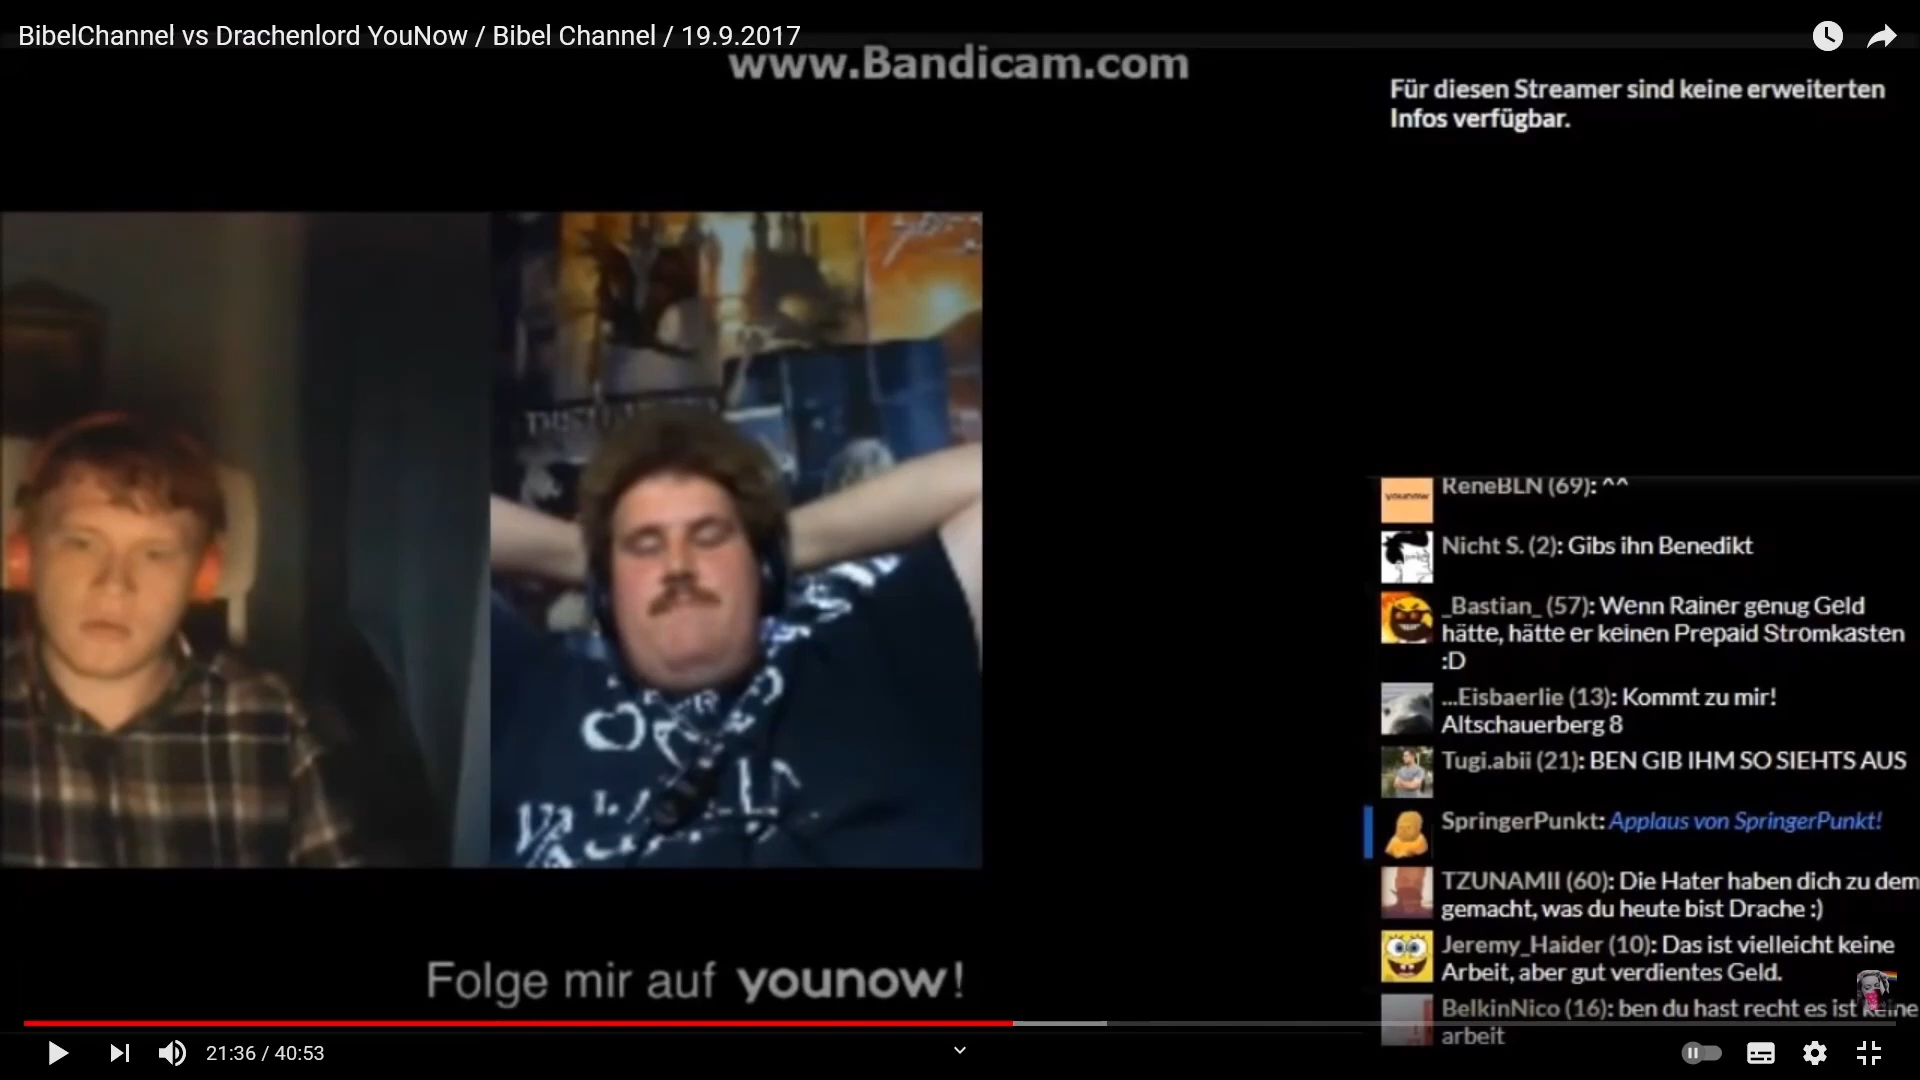 BibelChannel vs Drachenlord YouNow / Bibel Channel / 19.9.2017
www.Bandicam.com
Für diesen Streamer sind keine erweiterten
Infos verfügbar.
ReneBLN (69): ^^
Nicht S. (2): Gibs ihn Benedikt
_Bastian_ (57): Wenn Rainer genug Geld
hätte, hätte er keinen Prepaid Stromkasten
:D
...Eisbaerlie (13): Kommt zu mir!
Altschauerberg 8
Tugi.abii (21): BEN GIB IHM SO SIEHTS AUS
SpringerPunkt: Applaus von SpringerPunkt!
TZUNAMII (60): Die Hater haben dich zu dem
gemacht, was du heute bist Drache :)
Jeremy_Haider (10): Das ist vielleicht keine
Arbeit, aber gut verdientes Geld.
BelkinNico (16): ben du hast recht es ist keine
arbeit
younow
Folge mir auf younow!
21:36 / 40:53